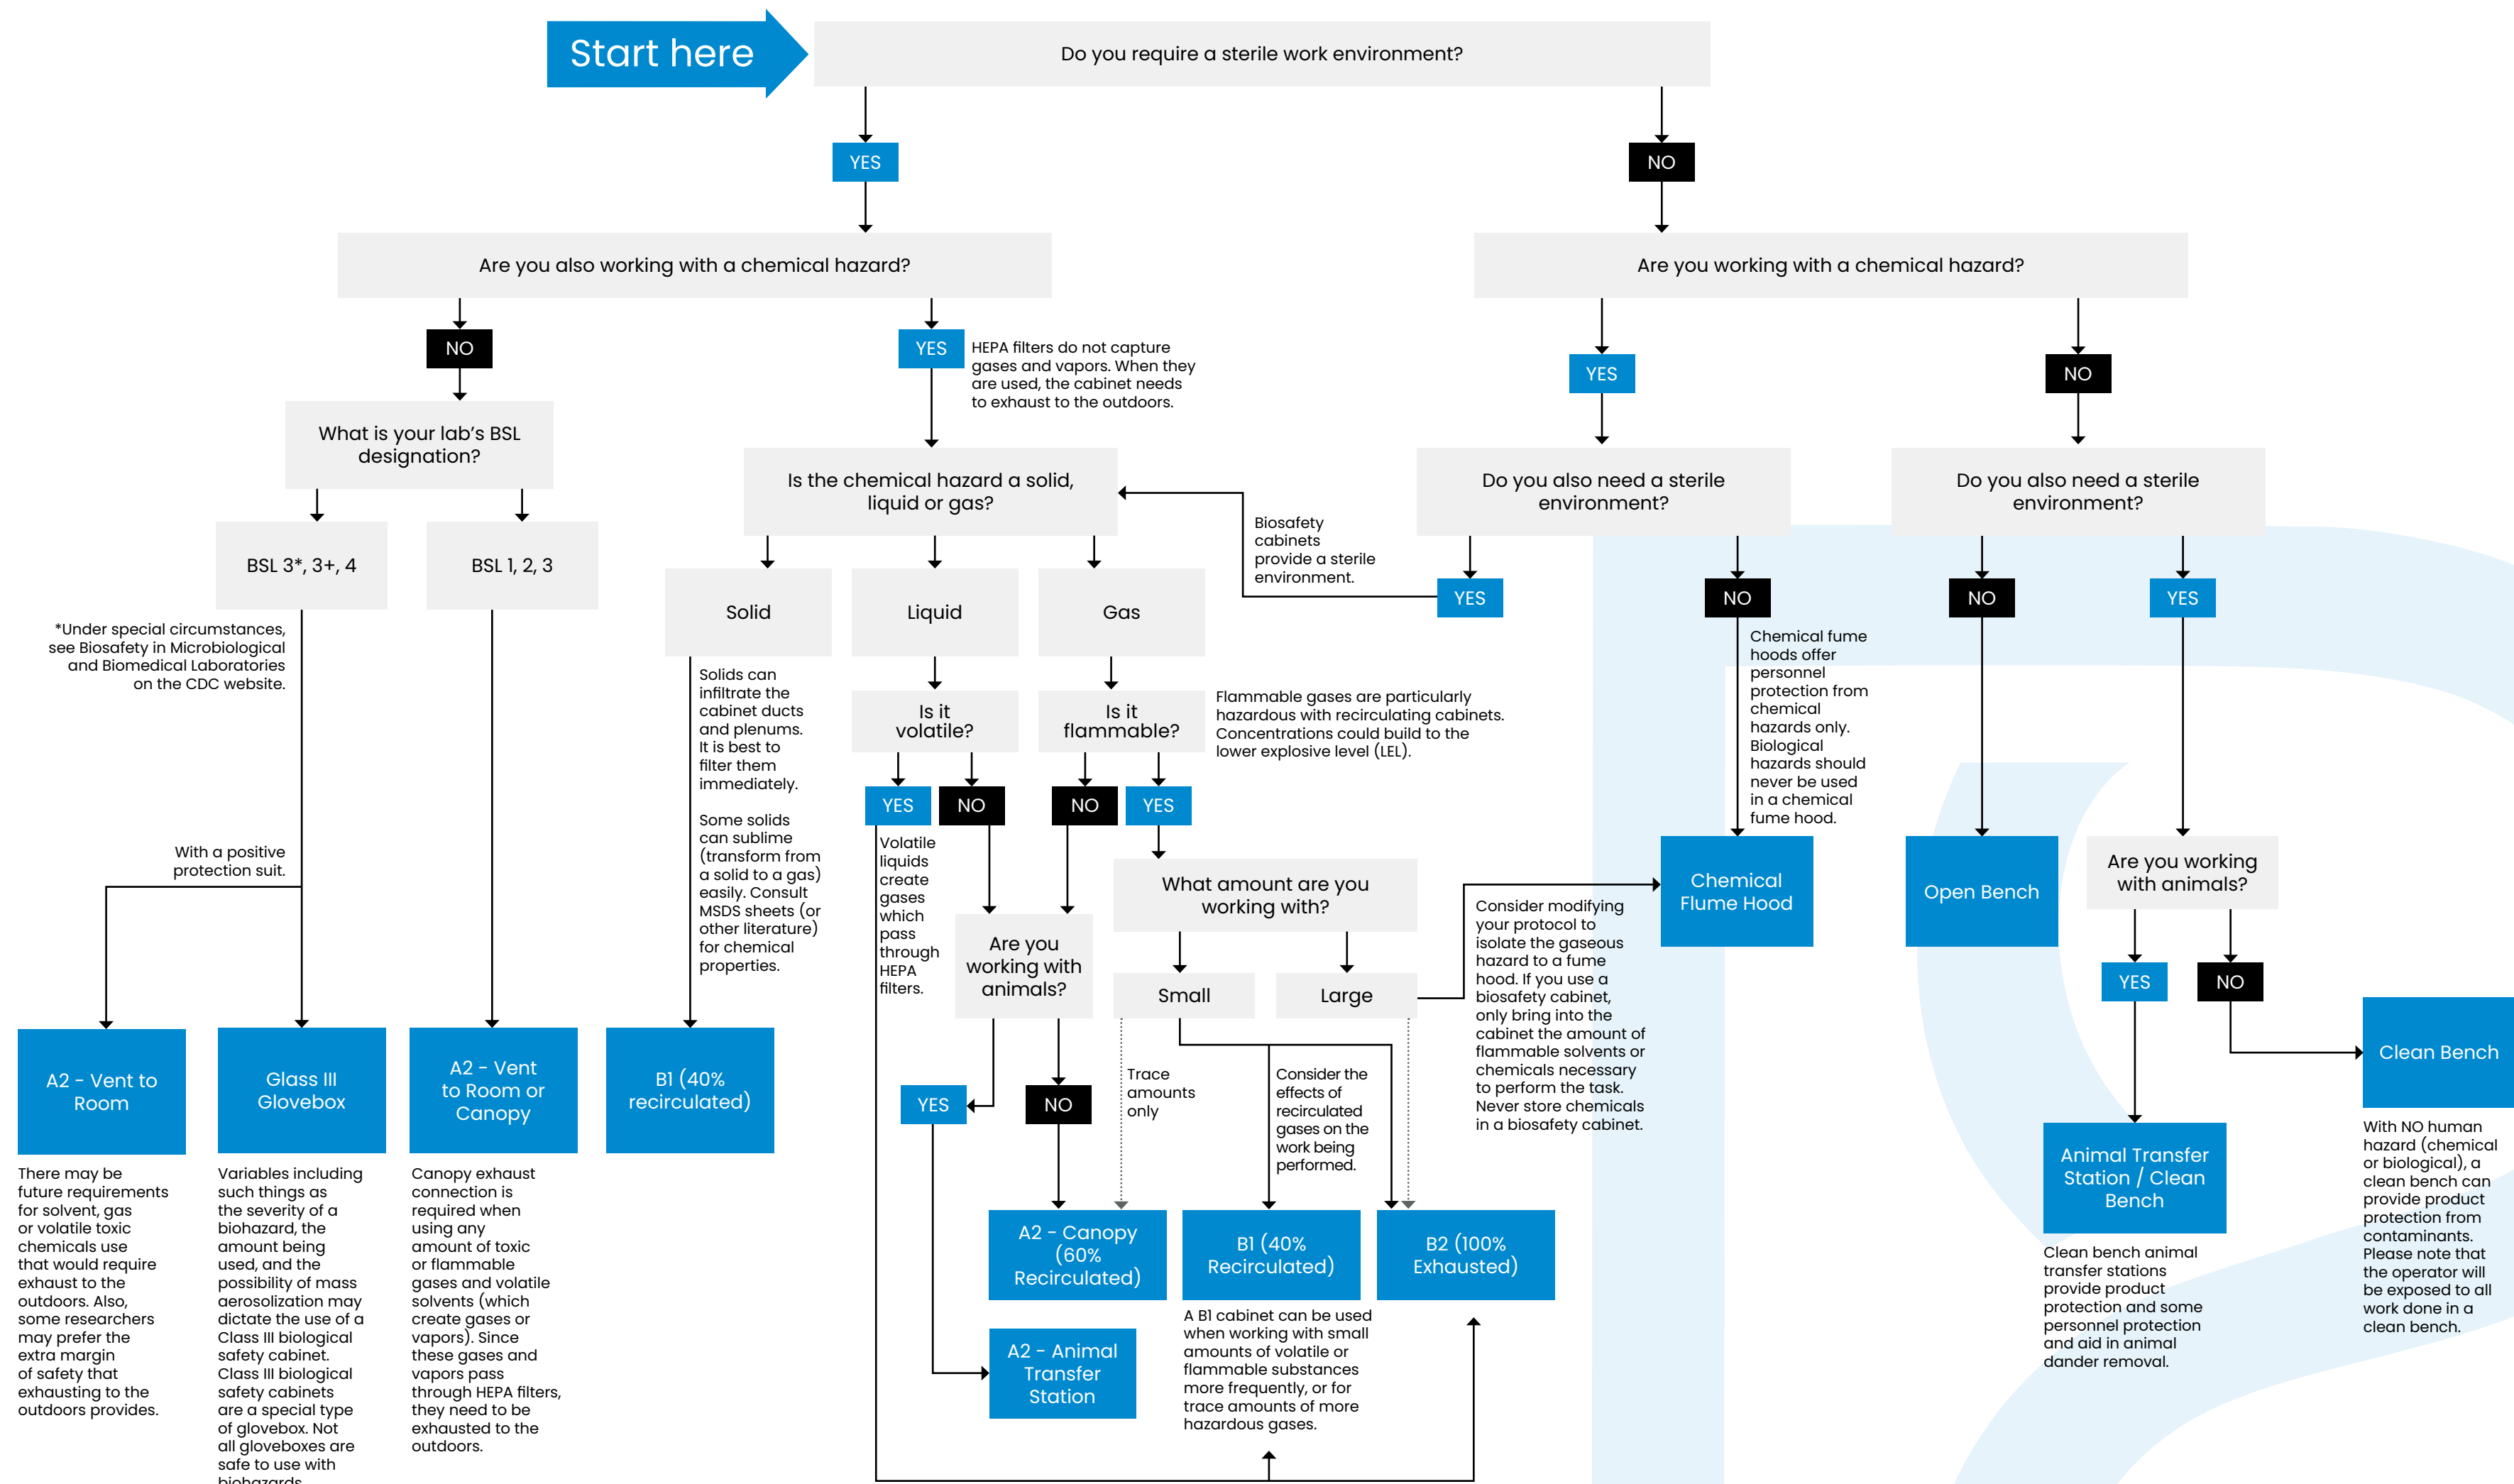 Start here
Do you require a sterile work environment?
YES
NO
Are you also working with a chemical hazard?
Are you working with a chemical hazard?
NO
YES
HEPA filters do not capture
gases and vapors. When they
are used, the cabinet needs
to exhaust to the outdoors.
YES
NO
What is your lab’s BSL
designation?
Is the chemical hazard a solid,
liquid or gas?
Do you also need a sterile
environment?
Do you also need a sterile
environment?
BSL 3*, 3+, 4
BSL 1, 2, 3
Biosafety
cabinets
provide a sterile
environment.
Solid
Liquid
Gas
YES
NO
NO
YES
*Under special circumstances,
see Biosafety in Microbiological
and Biomedical Laboratories
on the CDC website.
Solids can
infiltrate the
cabinet ducts
and plenums.
It is best to
filter them
immediately.
Some solids
can sublime
(transform from
a solid to a gas)
easily. Consult
MSDS sheets (or
other literature)
for chemical
properties.
Is it
volatile?
Is it
flammable?
Flammable gases are particularly
hazardous with recirculating cabinets.
Concentrations could build to the
lower explosive level (LEL).
Chemical fume
hoods offer
personnel
protection from
chemical
hazards only.
Biological
hazards should
never be used
in a chemical
fume hood.
YES
NO
NO
YES
Volatile
liquids
create
gases
which
pass
through
HEPA
filters.
With a positive
protection suit.
What amount are you
working with?
Chemical
Flume Hood
Open Bench
Are you working
with animals?
Are you
working with
animals?
Small
Large
Consider modifying
your protocol to
isolate the gaseous
hazard to a fume
hood. If you use a
biosafety cabinet,
only bring into the
cabinet the amount of
flammable solvents or
chemicals necessary
to perform the task.
Never store chemicals
in a biosafety cabinet.
YES
NO
A2 - Vent to
Room
Glass III
Glovebox
A2 - Vent
to Room or
Canopy
B1 (40%
recirculated)
YES
NO
Trace
amounts
only
Consider the
effects of
recirculated
gases on the
work being
performed.
Clean Bench
Animal Transfer
Station / Clean
Bench
With NO human
hazard (chemical
or biological), a
clean bench can
provide product
protection from
contaminants.
Please note that
the operator will
be exposed to all
work done in a
clean bench.
There may be
future requirements
for solvent, gas
or volatile toxic
chemicals use
that would require
exhaust to the
outdoors. Also,
some researchers
may prefer the
extra margin
of safety that
exhausting to the
outdoors provides.
Variables including
such things as
the severity of a
biohazard, the
amount being
used, and the
possibility of mass
aerosolization may
dictate the use of a
Class III biological
safety cabinet.
Class III biological
safety cabinets
are a special type
of glovebox. Not
all gloveboxes are
safe to use with
biohazards
Canopy exhaust
connection is
required when
using any
amount of toxic
or flammable
gases and volatile
solvents (which
create gases or
vapors). Since
these gases and
vapors pass
through HEPA filters,
they need to be
exhausted to the
outdoors.
A2 - Canopy
(60%
Recirculated)
B1 (40%
Recirculated)
B2 (100%
Exhausted)
Clean bench animal
transfer stations
provide product
protection and some
personnel protection
and aid in animal
dander removal.
A2 - Animal
Transfer
Station
A B1 cabinet can be used
when working with small
amounts of volatile or
flammable substances
more frequently, or for
trace amounts of more
hazardous gases.